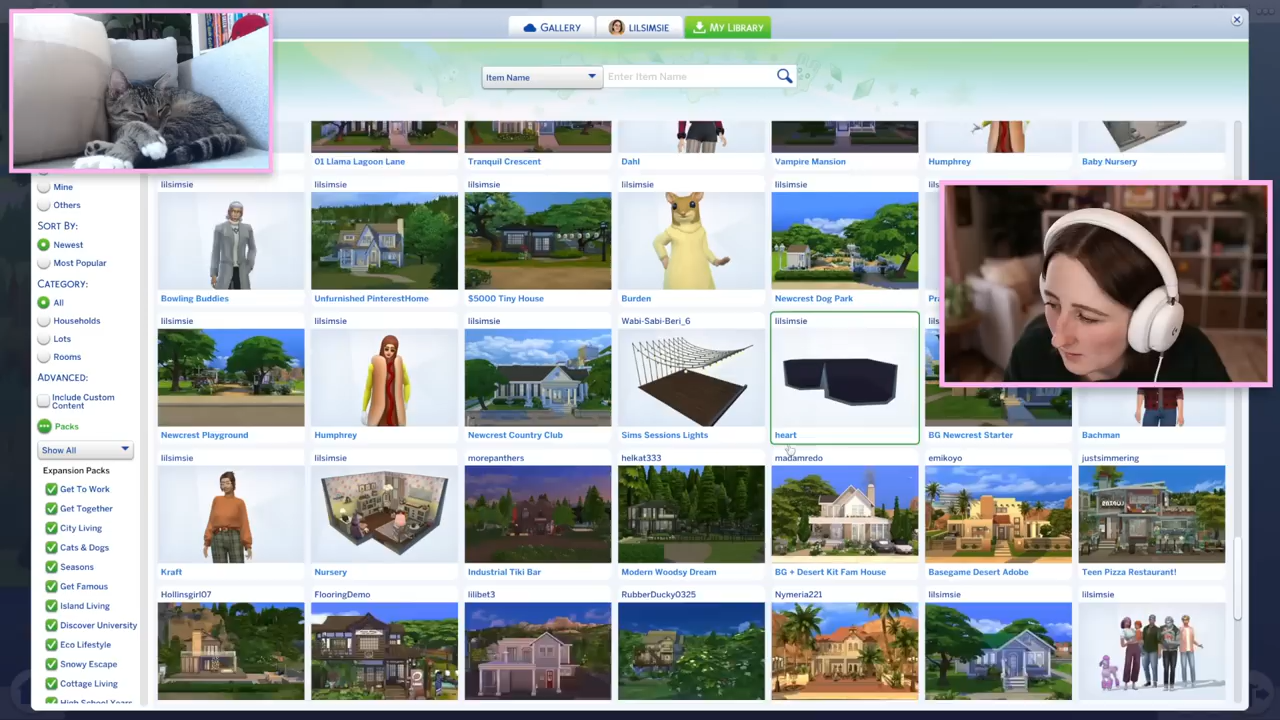 GALLERY
LILSIMSIE
MY LIBRARY
Item Name
Enter Item Name
Mine
Others
SORT BY:
Newest
Most Popular
CATEGORY:
All
Households
Lots
Rooms
ADVANCED:
Include Custom
Content
Packs
Show All
Expansion Packs
Get To Work
Get Together
City Living
Cats & Dogs
Seasons
Get Famous
Island Living
Discover University
Eco Lifestyle
Snowy Escape
Cottage Living
High School Years
01 Llama Lagoon Lane
Tranquil Crescent
Dahl
Vampire Mansion
Humphrey
Baby Nursery
lilsimsie
lilsimsie
lilsimsie
lilsimsie
lilsimsie
Bowling Buddies
Unfurnished PinterestHome
$5000 Tiny House
Burden
Newcrest Dog Park
lilsimsie
lilsimsie
lilsimsie
Wabi-Sabi-Beri_6
lilsimsie
Newcrest Playground
Humphrey
Newcrest Country Club
Sims Sessions Lights
heart
BG Newcrest Starter
Bachman
lilsimsie
lilsimsie
morepanthers
helkat333
madamredo
emikoyo
justsimmering
Kraft
Nursery
Industrial Tiki Bar
Modern Woodsy Dream
BG + Desert Kit Fam House
Basegame Desert Adobe
Teen Pizza Restaurant!
Hollinsgirl07
FlooringDemo
lilibet3
RubberDucky0325
Nymeria221
lilsimsie
lilsimsie